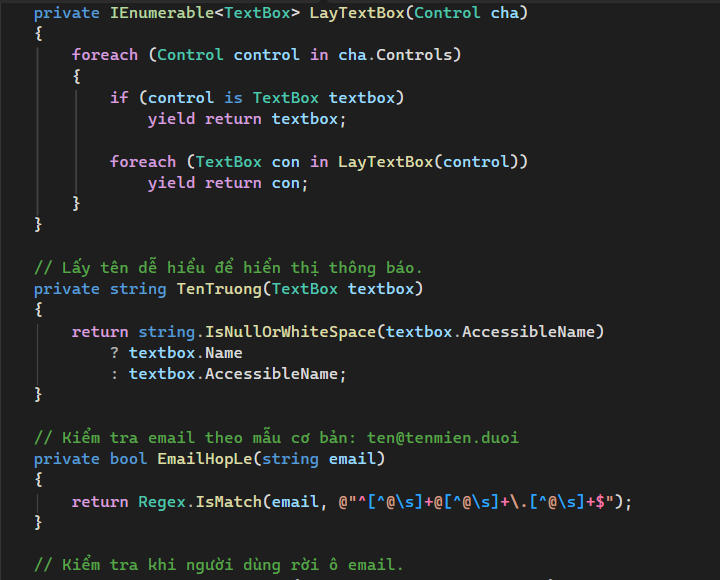 private IEnumerable<TextBox> LayTextBox(Control cha)
{
foreach (Control control in cha.Controls)
{
if (control is TextBox textbox)
yield return textbox;
foreach (TextBox con in LayTextBox(control))
yield return con;
}
}
// Lấy tên dễ hiểu để hiển thị thông báo.
private string TenTruong(TextBox textbox)
{
return string.IsNullOrWhiteSpace(textbox.AccessibleName)
? textbox.Name
: textbox.AccessibleName;
}
// Kiểm tra email theo mẫu cơ bản: ten@tenmien.duoi
private bool EmailHopLe(string email)
{
return Regex.IsMatch(email, @"^[^@\s]+@[^@\s]+\.[^@\s]+$");
}
// Kiểm tra khi người dùng rời ô email.